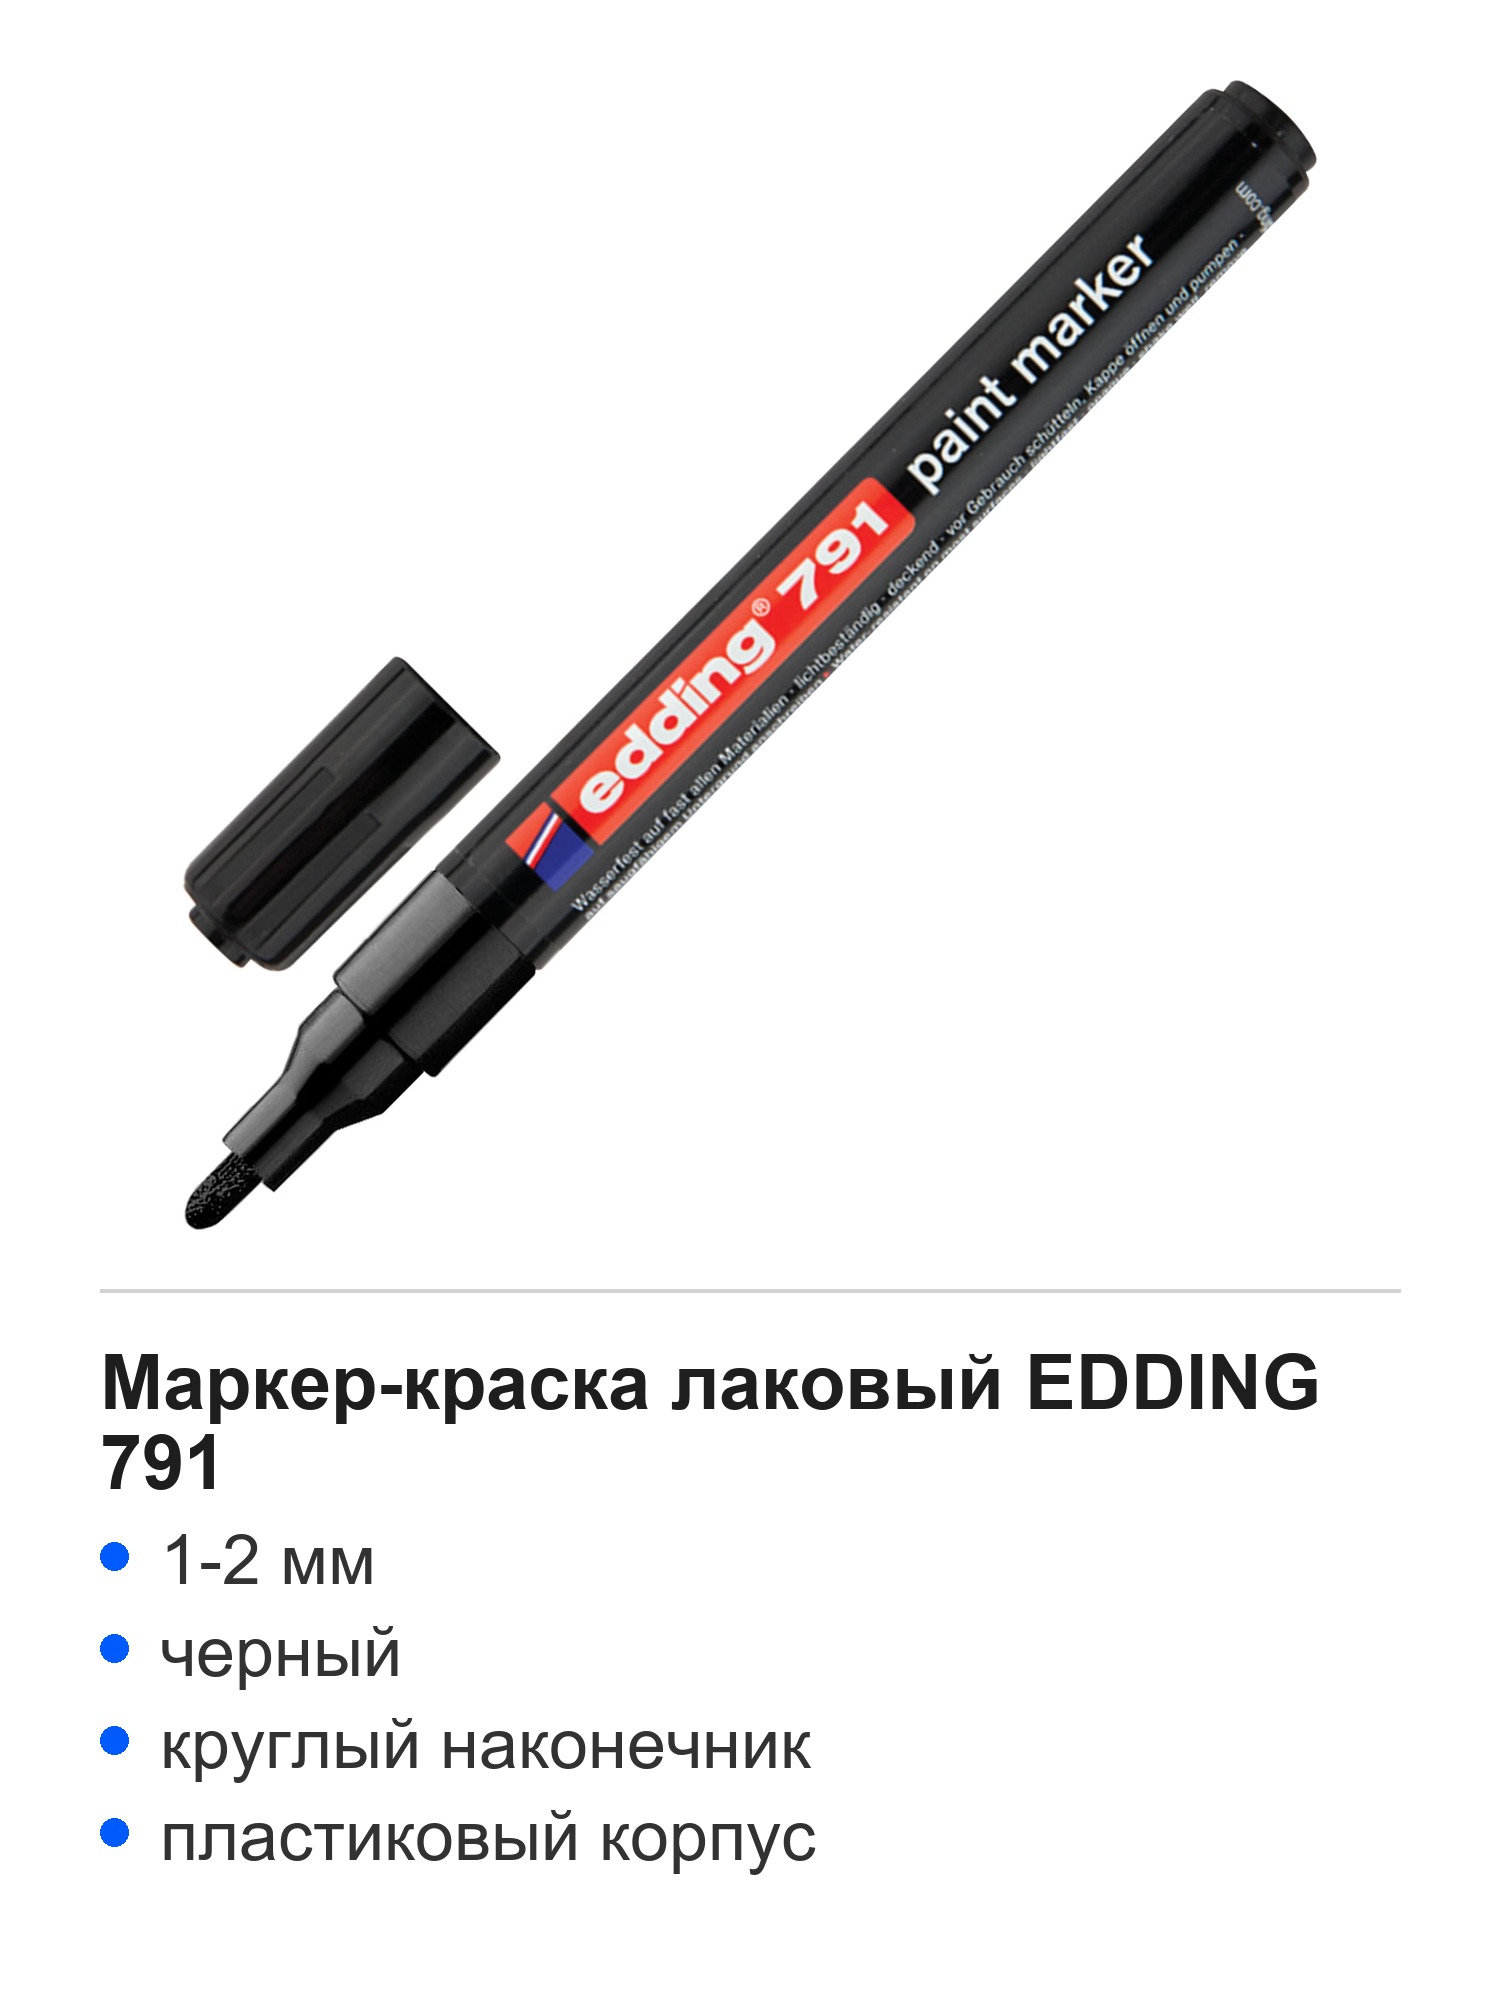 edding® 791 paint marker
Wasserfest auf fast allen Materialien · lichtbeständig · deckend · vor Gebrauch schütteln. Kappe öffnen und pumpen ·
Маркер-краска лаковый EDDING
791
1-2 мм
черный
круглый наконечник
пластиковый корпус